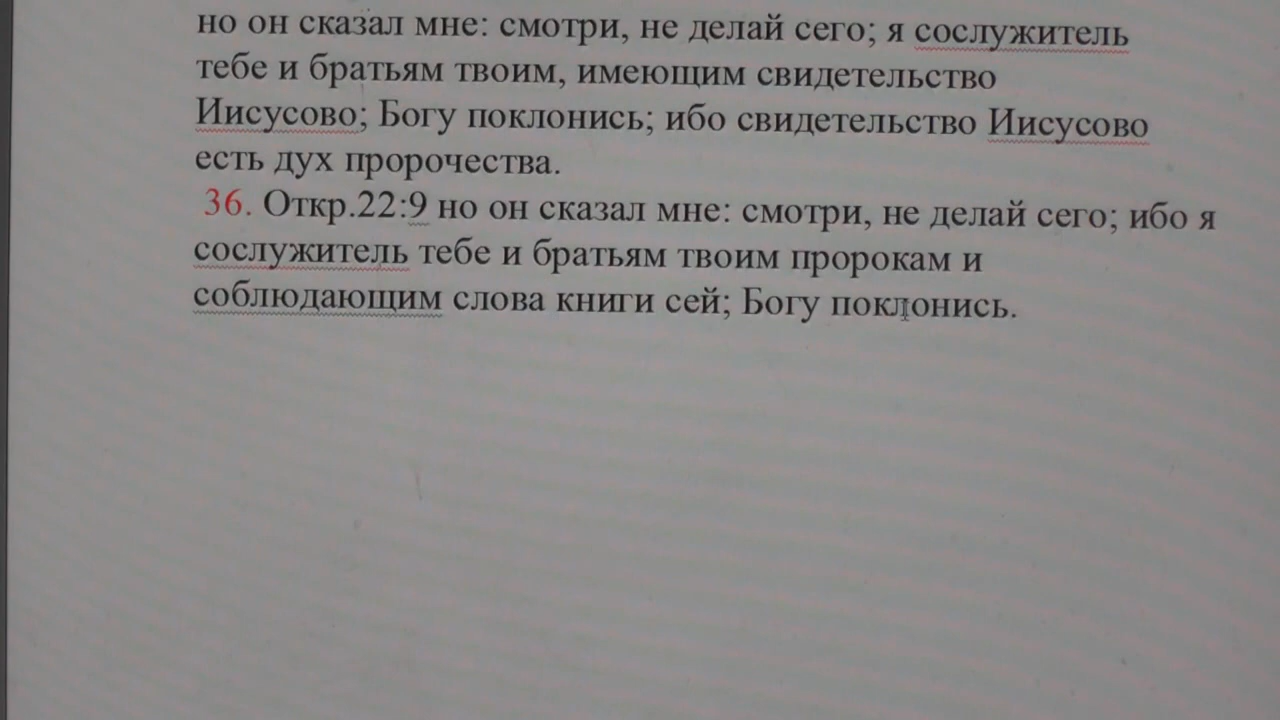 но он сказал мне: смотри, не делай сего; я сослужитель
тебе и братьям твоим, имеющим свидетельство
Иисусово; Богу поклонись; ибо свидетельство Иисусово
есть дух пророчества.
36. Откр.22:9 но он сказал мне: смотри, не делай сего; ибо я
сослужитель тебе и братьям твоим пророкам и
соблюдающим слова книги сей; Богу поклонись.